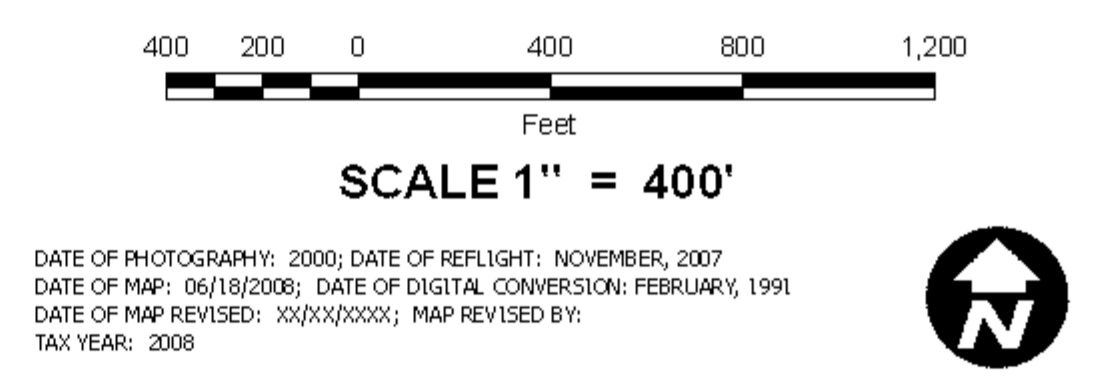 400 200 0 400 800 1,200
Feet
SCALE 1" = 400'
DATE OF PHOTOGRAPHY: 2000; DATE OF REFLIGHT: NOVEMBER, 2007
DATE OF MAP: 06/18/2008; DATE OF DIGITAL CONVERSION: FEBRUARY, 1991
DATE OF MAP REVISED: XX/XX/XXXX; MAP REVISED BY:
TAX YEAR: 2008
N